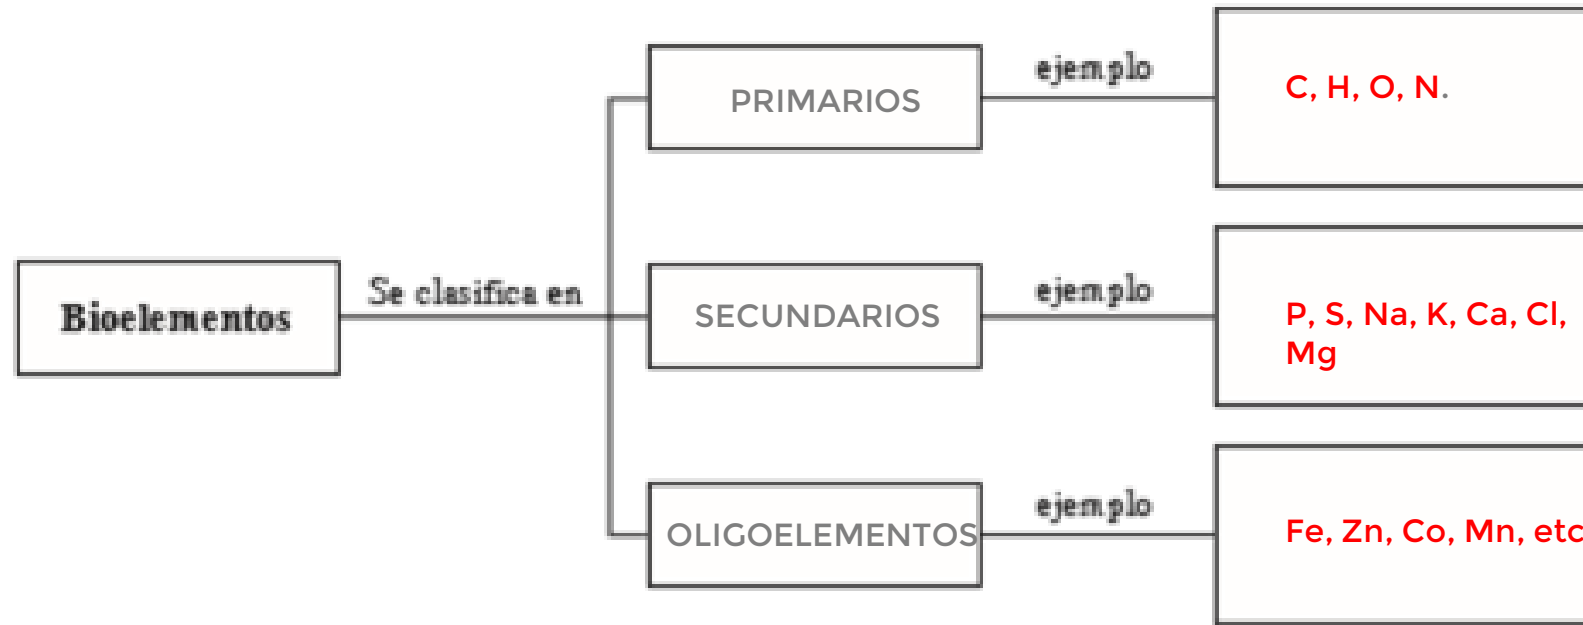 PRIMARIOS
ejemplo
C, H, O, N.
Bioelementos
Se clasifica en
SECUNDARIOS
ejemplo
P, S, Na, K, Ca, Cl,
Mg
OLIGOELEMENTOS
ejemplo
Fe, Zn, Co, Mn, etc